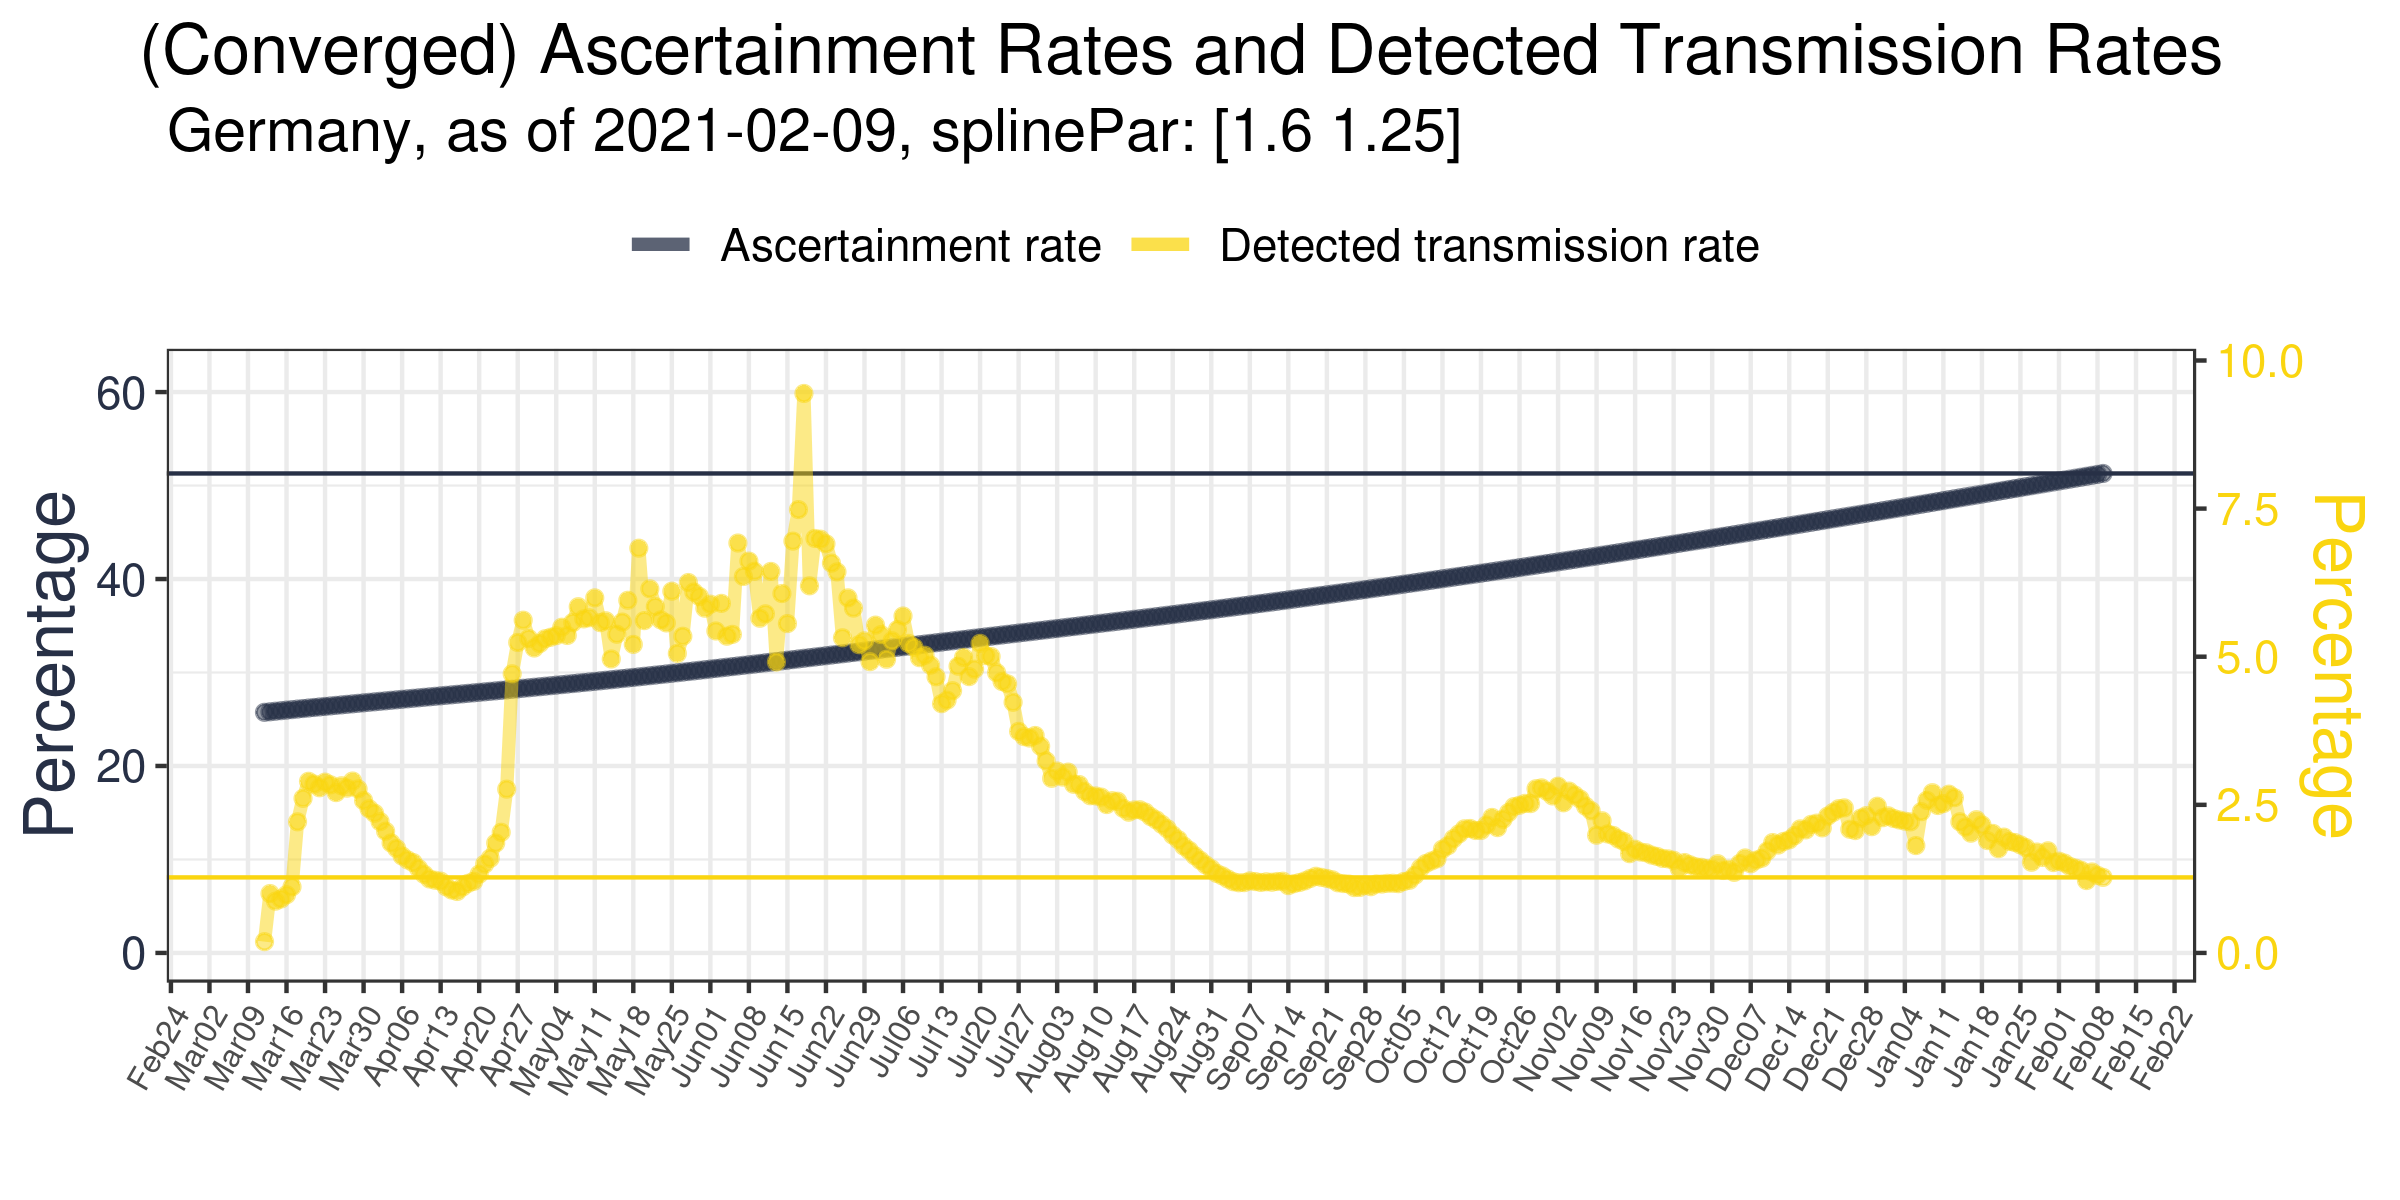 (Converged) Ascertainment Rates and Detected Transmission Rates
Germany, as of 2021-02-09, splinePar: [1.6 1.25]
Ascertainment rate
Detected transmission rate
Percentage
60
40
20
0
10.0
7.5
5.0
2.5
0.0
Percentage
Feb24
Mar02
Mar09
Mar16
Mar23
Mar30
Apr06
Apr13
Apr20
Apr27
May04
May11
May18
May25
Jun01
Jun08
Jun15
Jun22
Jun29
Jul06
Jul13
Jul20
Jul27
Aug03
Aug10
Aug17
Aug24
Aug31
Sep07
Sep14
Sep21
Sep28
Oct05
Oct12
Oct19
Oct26
Nov02
Nov09
Nov16
Nov23
Nov30
Dec07
Dec14
Dec21
Dec28
Jan04
Jan11
Jan18
Jan25
Feb01
Feb08
Feb15
Feb22